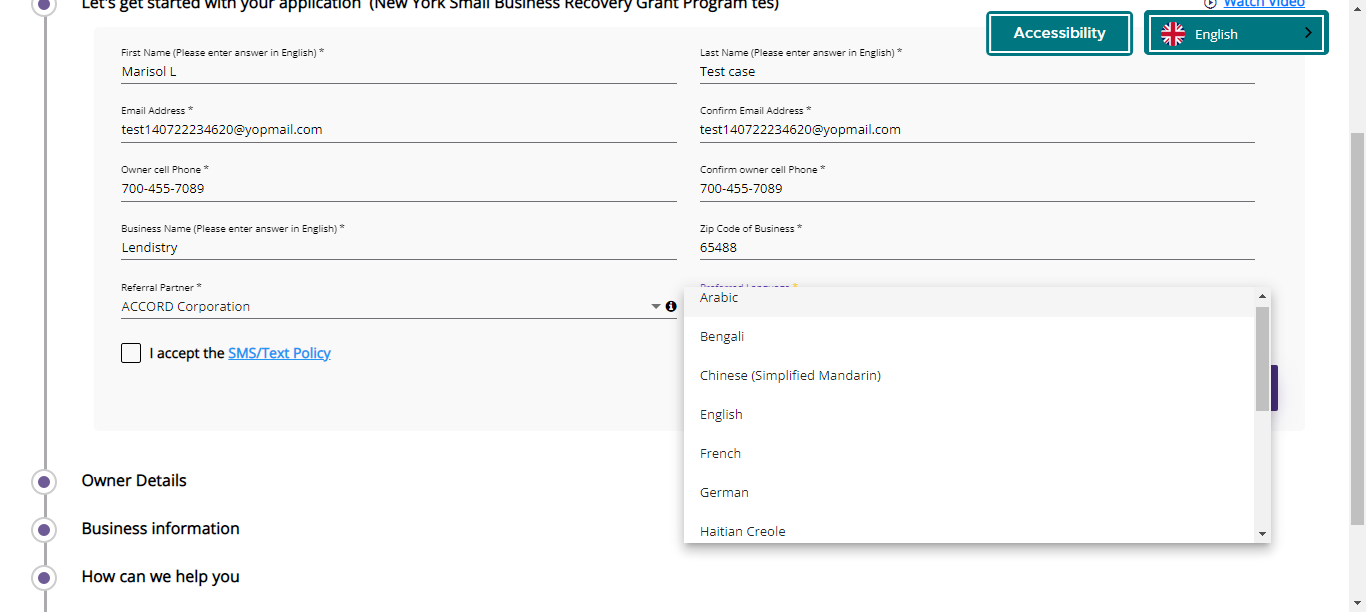 Let's get started with your application (New York Small Business Recovery Grant Program tes)
Watch Video
Accessibility
English
First Name (Please enter answer in English) *
Last Name (Please enter answer in English) *
Marisol L
Test case
Email Address *
Confirm Email Address *
test140722234620@yopmail.com
test140722234620@yopmail.com
Owner cell Phone *
Confirm owner cell Phone *
700-455-7089
700-455-7089
Business Name (Please enter answer in English) *
Zip Code of Business *
Lendistry
65488
Referral Partner *
Preferred Language *
ACCORD Corporation
Arabic
Bengali
Chinese (Simplified Mandarin)
English
French
German
Haitian Creole
I accept the SMS/Text Policy
Owner Details
Business information
How can we help you